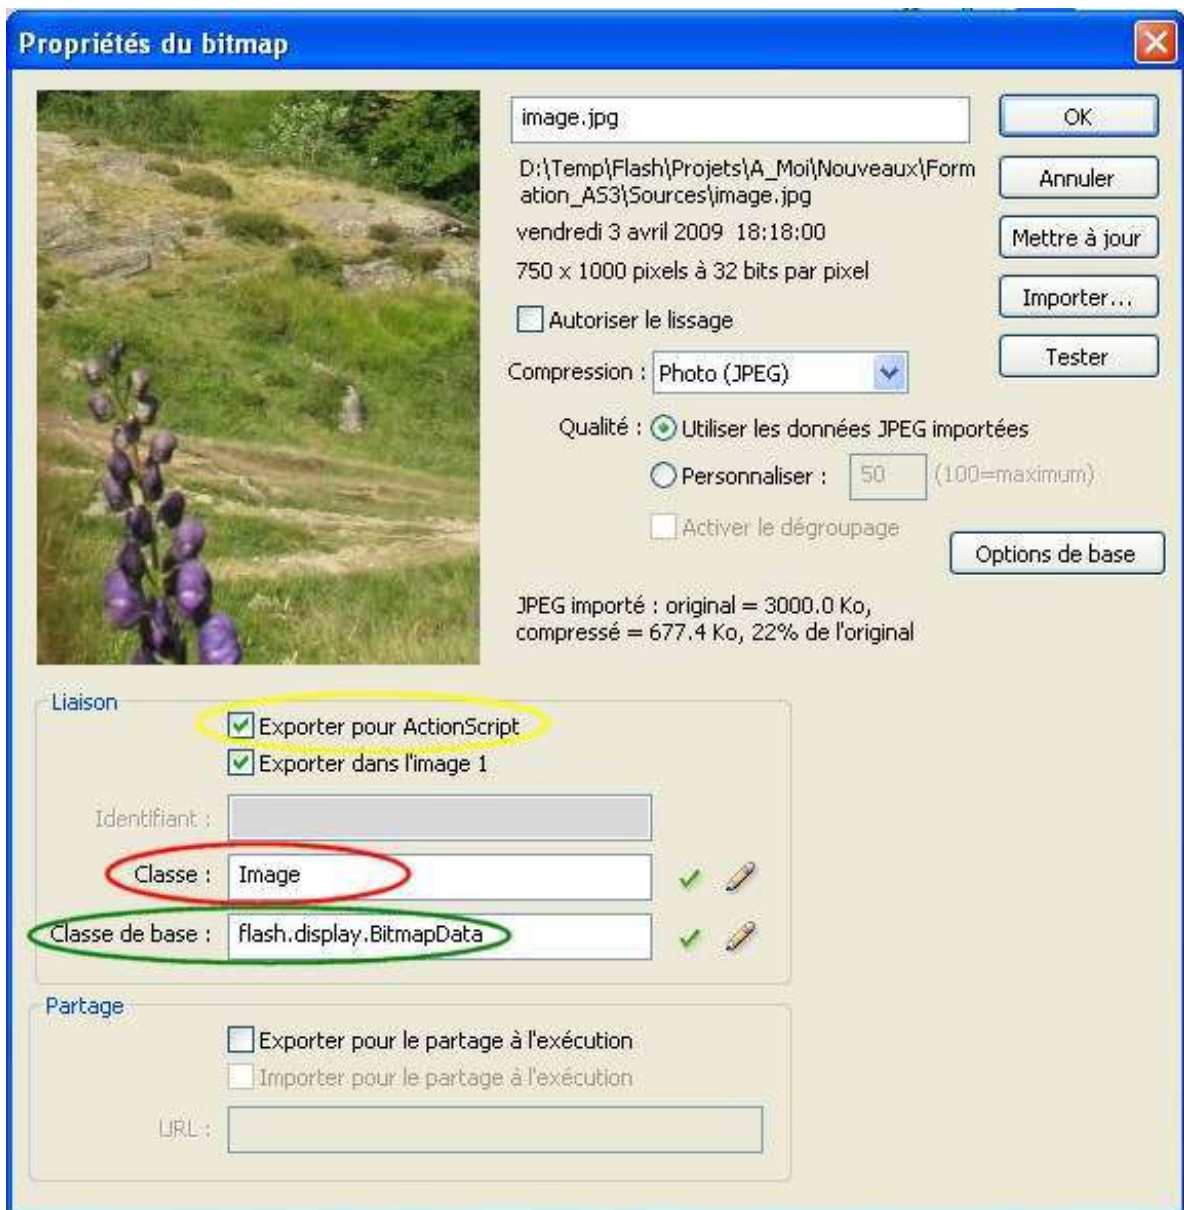 Propriétés du bitmap
image.jpg
OK
D:\Temp\Flash\Projets\A_Moi\Nouveaux\Form
ation_AS3\Sources\image.jpg
Annuler
vendredi 3 avril 2009 18:18:00
Mettre à jour
750 x 1000 pixels à 32 bits par pixel
Importer...
Autoriser le lissage
Tester
Compression : Photo (JPEG)
Qualité : Utiliser les données JPEG importées
Personnaliser : 50 (100=maximum)
Activer le dégroupage
Options de base
JPEG importé : original = 3000.0 Ko,
compressé = 677.4 Ko, 22% de l'original
Liaison
Exporter pour ActionScript
Exporter dans l'image 1
Identifiant :
Classe : Image
Classe de base : flash.display.BitmapData
Partage
Exporter pour le partage à l'exécution
Importer pour le partage à l'exécution
URL :